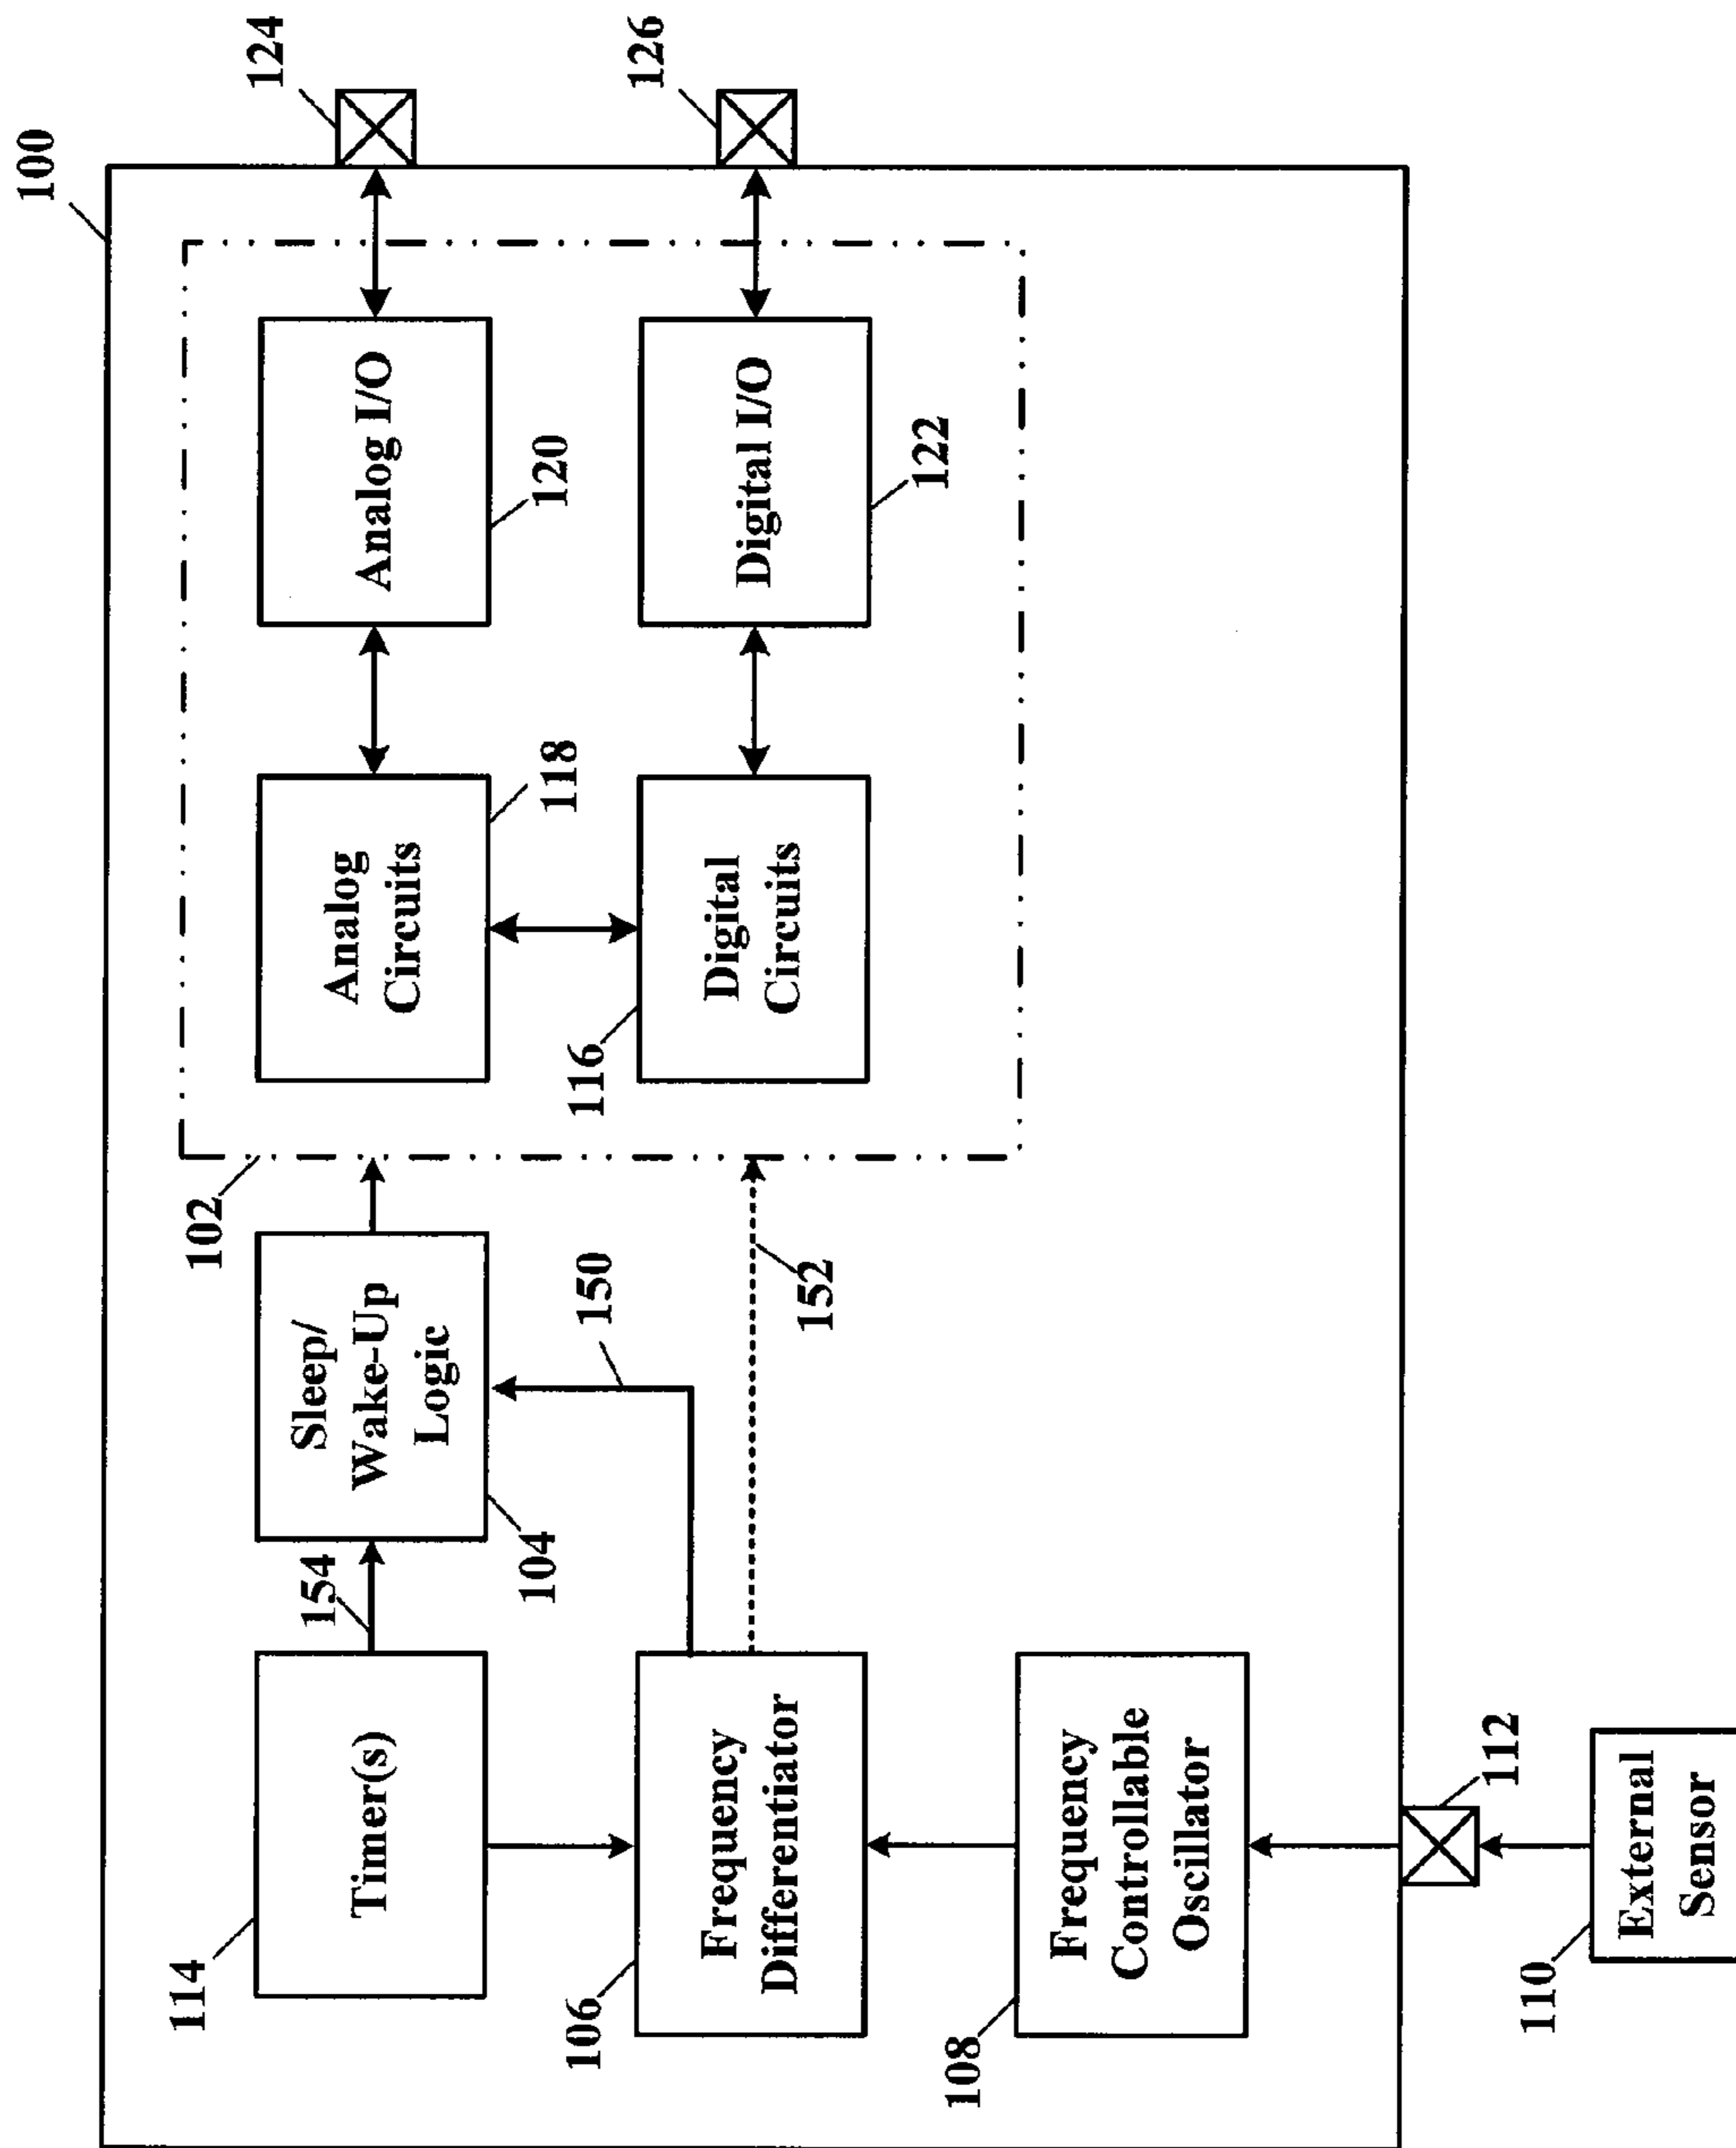 100
124
126
Analog I/O
120
Digital I/O
122
Analog
Circuits
118
Digital
Circuits
116
102
Sleep/
Wake-Up
Logic
104
150
152
154
Timer(s)
114
Frequency
Differentiator
106
Frequency
Controllable
Oscillator
108
112
External
Sensor
110